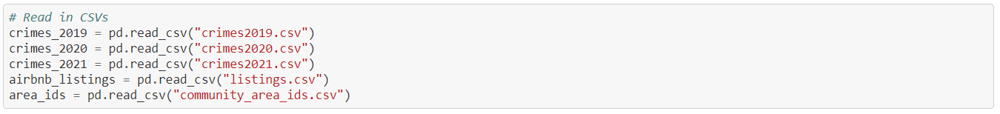 # Read in CSVs
crimes_2019 = pd.read_csv("crimes2019.csv")
crimes_2020 = pd.read_csv("crimes2020.csv")
crimes_2021 = pd.read_csv("crimes2021.csv")
airbnb_listings = pd.read_csv("listings.csv")
area_ids = pd.read_csv("community_area_ids.csv")